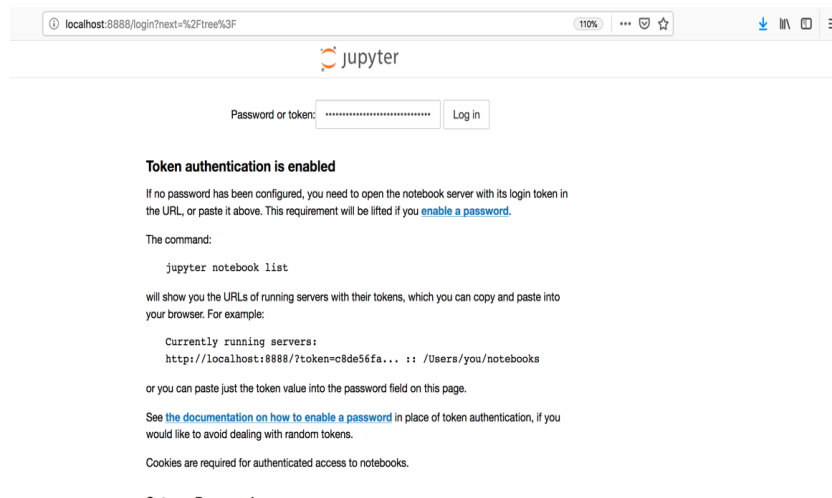 localhost:8888/login?next=%2Ftree%3F
110%
jupyter
Password or token:
Log in
Token authentication is enabled
If no password has been configured, you need to open the notebook server with its login token in
the URL, or paste it above. This requirement will be lifted if you enable a password.
The command:
jupyter notebook list
will show you the URLs of running servers with their tokens, which you can copy and paste into
your browser. For example:
Currently running servers:
http://localhost:8888/?token=c8de56fa... :: /Users/you/notebooks
or you can paste just the token value into the password field on this page.
See the documentation on how to enable a password in place of token authentication, if you
would like to avoid dealing with random tokens.
Cookies are required for authenticated access to notebooks.